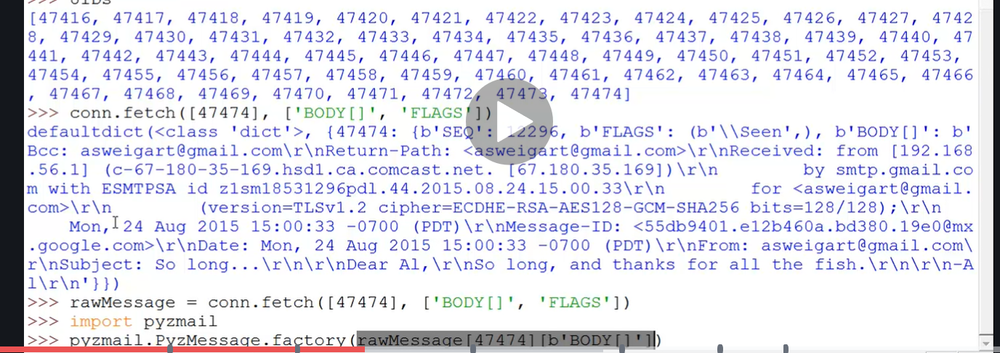 >>> UIDs
[47416, 47417, 47418, 47419, 47420, 47421, 47422, 47423, 47424, 47425, 47426, 47427, 4742
8, 47429, 47430, 47431, 47432, 47433, 47434, 47435, 47436, 47437, 47438, 47439, 47440, 47
441, 47442, 47443, 47444, 47445, 47446, 47447, 47448, 47449, 47450, 47451, 47452, 47453,
47454, 47455, 47456, 47457, 47458, 47459, 47460, 47461, 47462, 47463, 47464, 47465, 47466
, 47467, 47468, 47469, 47470, 47471, 47472, 47473, 47474]
>>> conn.fetch([47474], ['BODY[]', 'FLAGS'])
defaultdict(<class 'dict'>, {47474: {b'SEQ': 12296, b'FLAGS': (b'\\Seen',), b'BODY[]': b'
Bcc: asweigart@gmail.com\r\nReturn-Path: <asweigart@gmail.com>\r\nReceived: from [192.168
.56.1] (c-67-180-35-169.hsd1.ca.comcast.net. [67.180.35.169])\r\n        by smtp.gmail.co
m with ESMTPSA id z1sm18531296pdl.44.2015.08.24.15.00.33\r\n        for <asweigart@gmail.
com>\r\n        (version=TLSv1.2 cipher=ECDHE-RSA-AES128-GCM-SHA256 bits=128/128);\r\n
    Mon, 24 Aug 2015 15:00:33 -0700 (PDT)\r\nMessage-ID: <55db9401.e12b460a.bd380.19e0@mx
.google.com>\r\nDate: Mon, 24 Aug 2015 15:00:33 -0700 (PDT)\r\nFrom: asweigart@gmail.com\
r\nSubject: So long...\r\n\r\nDear Al,\r\nSo long, and thanks for all the fish.\r\n\r\n-A
l\r\n'}})
>>> rawMessage = conn.fetch([47474], ['BODY[]', 'FLAGS'])
>>> import pyzmail
>>> pyzmail.PyzMessage.factory(rawMessage[47474][b'BODY[]'])